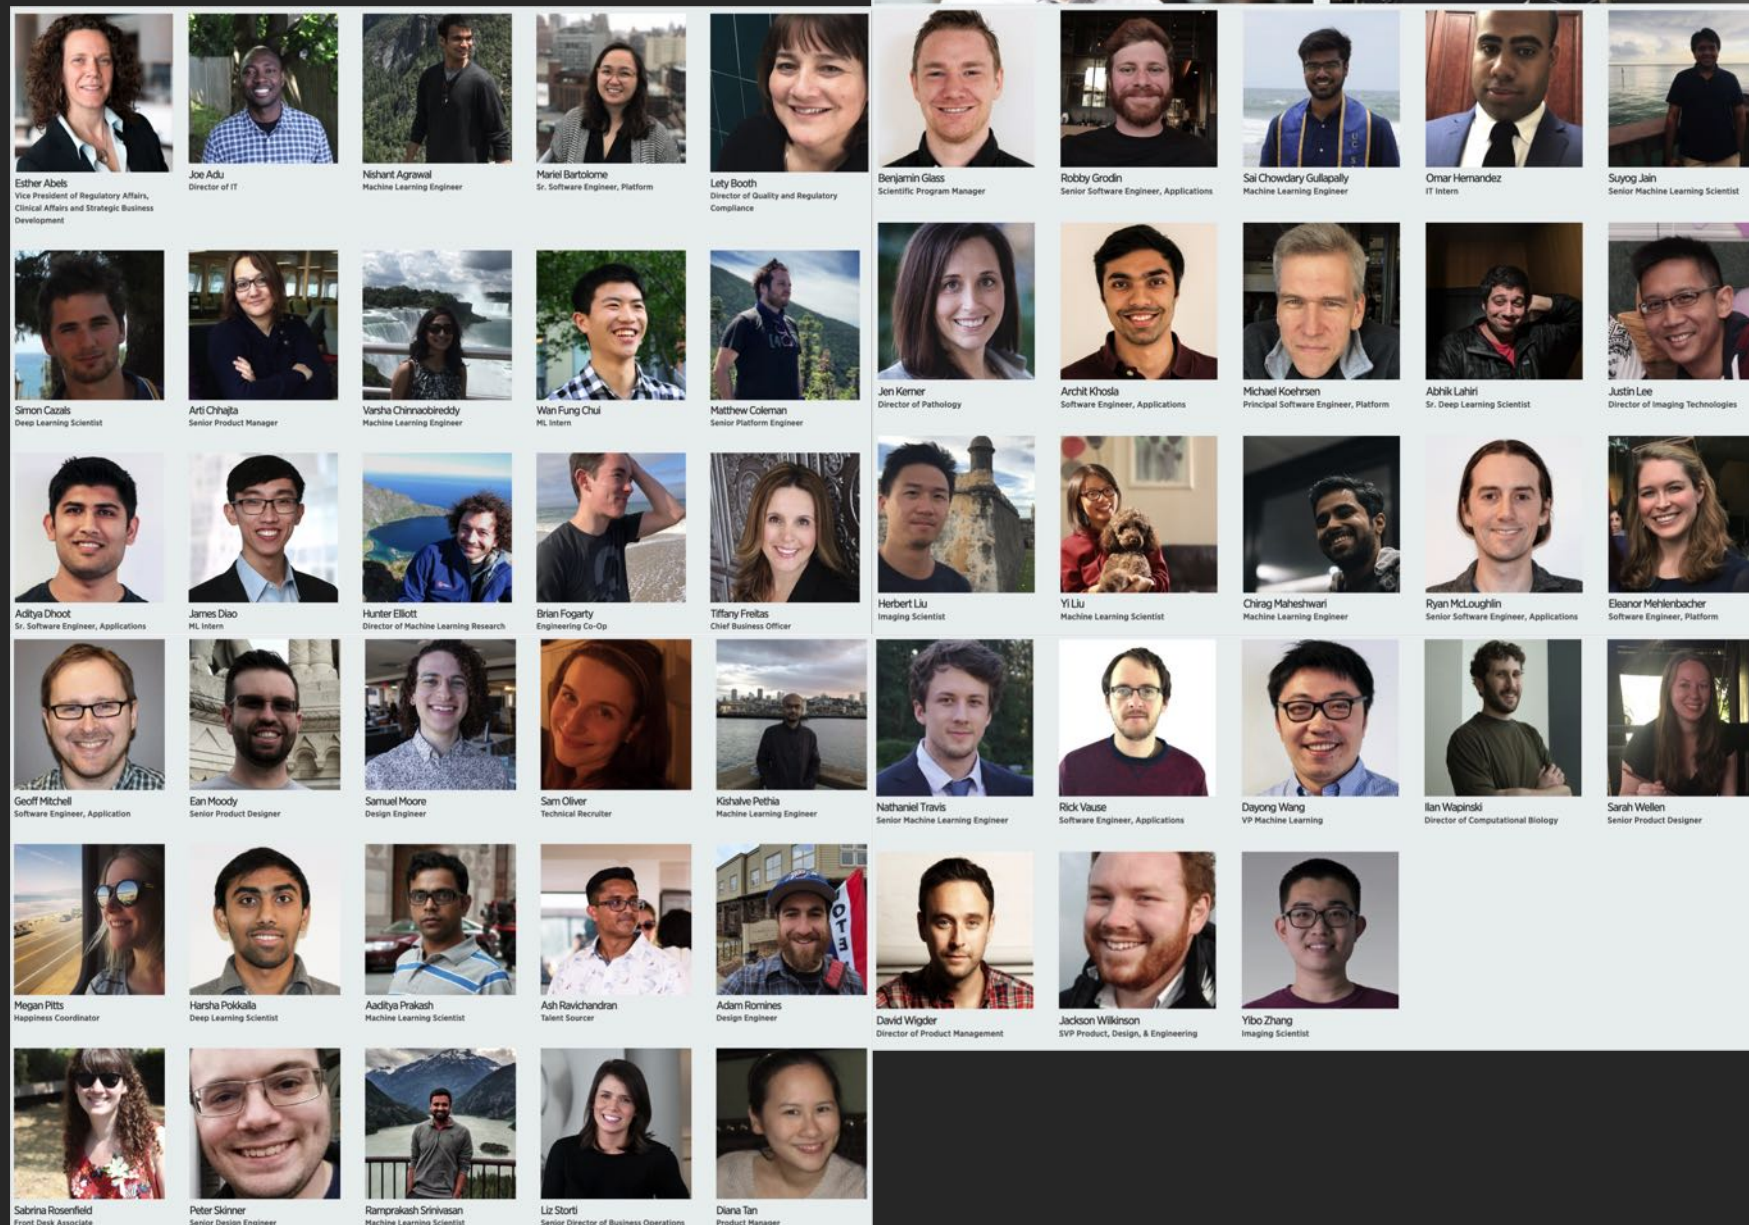 Esther Abels
Vice President of Regulatory Affairs,
Clinical Affairs and Strategic Business
Development
Joe Adu
Director of IT
Nishant Agrawal
Machine Learning Engineer
Mariel Bartolome
Sr. Software Engineer, Platform
Lety Booth
Director of Quality and Regulatory
Compliance
Benjamin Glass
Scientific Program Manager
Robby Grodin
Senior Software Engineer, Applications
Sai Chowdary Gullapally
Machine Learning Engineer
Omar Hernandez
IT Intern
Suyog Jain
Senior Machine Learning Scientist
Simon Cazals
Deep Learning Scientist
Arti Chhajta
Senior Product Manager
Varsha Chinnaobireddy
Machine Learning Engineer
Wan Fung Chui
ML Intern
Matthew Coleman
Senior Platform Engineer
Jen Kerner
Director of Pathology
Archit Khosla
Software Engineer, Applications
Michael Koehrsen
Principal Software Engineer, Platform
Abhik Lahiri
Sr. Deep Learning Scientist
Justin Lee
Director of Imaging Technologies
Aditya Dhoot
Sr. Software Engineer, Applications
James Diao
ML Intern
Hunter Elliott
Director of Machine Learning Research
Brian Fogarty
Engineering Co-Op
Tiffany Freitas
Chief Business Officer
Herbert Liu
Imaging Scientist
Yi Liu
Machine Learning Scientist
Chirag Maheshwari
Machine Learning Engineer
Ryan McLoughlin
Senior Software Engineer, Applications
Eleanor Mehlenbacher
Software Engineer, Platform
Geoff Mitchell
Software Engineer, Application
Ean Moody
Senior Product Designer
Samuel Moore
Design Engineer
Sam Oliver
Technical Recruiter
Kishalve Pethia
Machine Learning Engineer
Nathaniel Travis
Senior Machine Learning Engineer
Rick Vause
Software Engineer, Applications
Dayong Wang
VP Machine Learning
Ilan Wapinski
Director of Computational Biology
Sarah Wellen
Senior Product Designer
Megan Pitts
Happiness Coordinator
Harsha Pokkalla
Deep Learning Scientist
Aaditya Prakash
Machine Learning Scientist
Ash Ravichandran
Talent Sourcer
Adam Romines
Design Engineer
David Wigder
Director of Product Management
Jackson Wilkinson
SVP Product, Design, & Engineering
Yibo Zhang
Imaging Scientist
Sabrina Rosenfield
Front Desk Associate
Peter Skinner
Senior Design Engineer
Ramprakash Srinivasan
Machine Learning Scientist
Liz Storti
Senior Director of Business Operations
Diana Tan
Product Manager